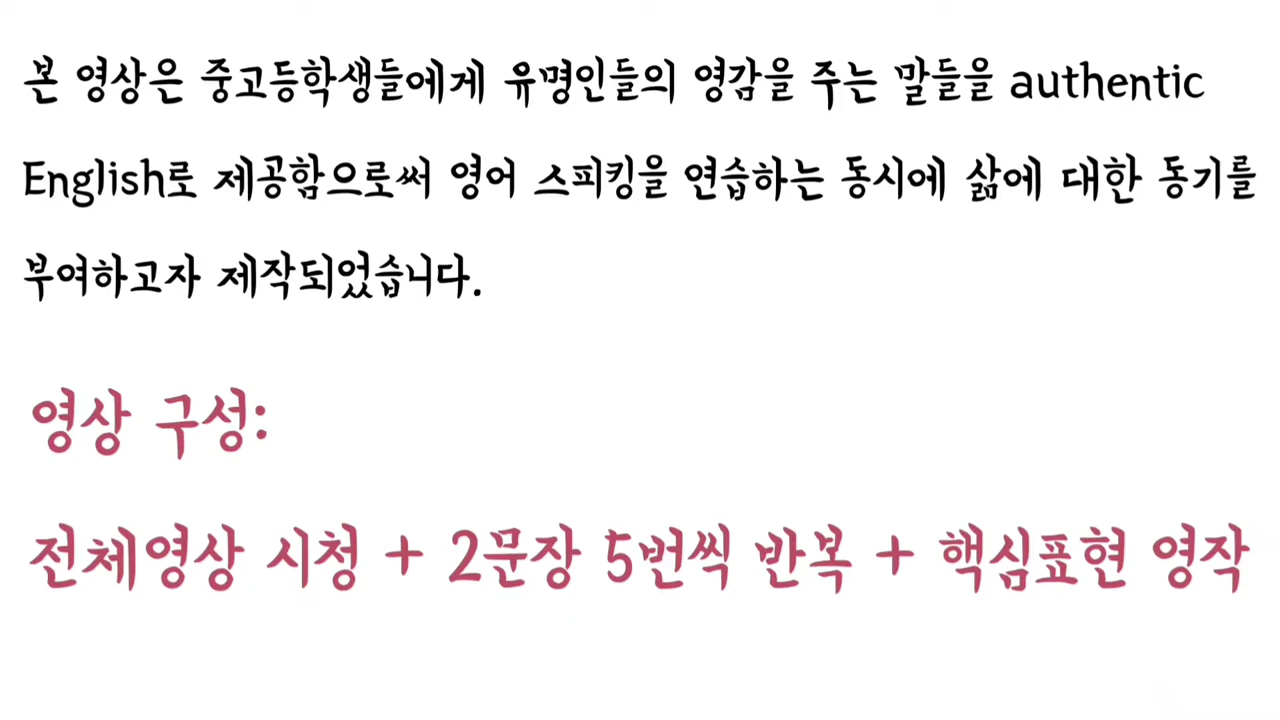 본 영상은 중고등학생들에게 유명인들의 영감을 주는 말들을 authentic
English로 제공함으로써 영어 스피킹을 연습하는 동시에 삶에 대한 동기를
부여하고자 제작되었습니다.
영상 구성:
전체영상 시청 + 2문장 5번씩 반복 + 핵심표현 영작